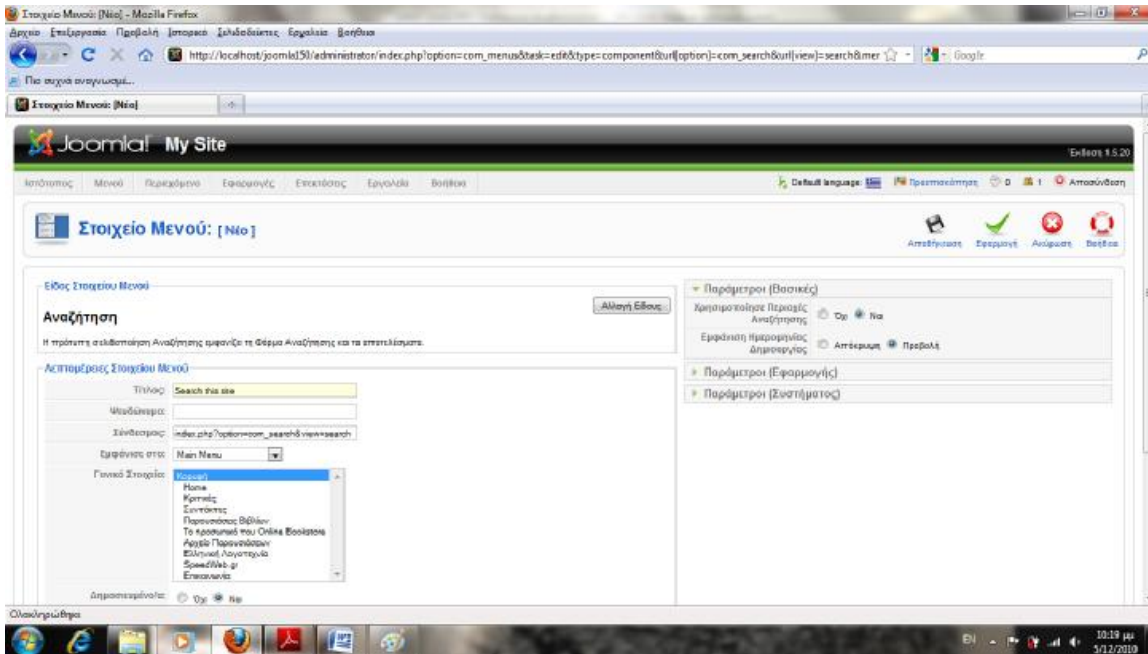 Στοιχείο Μενού: [Νέο] - Mozilla Firefox
Αρχείο Επεξεργασία Προβολή Ιστορικό Σελιδοδείκτες Εργαλεία Βοήθεια
http://localhost/joomla150/administrator/index.php?option=com_menus&task=edit&type=component&url[option]=com_search&url[view]=search&mer
Google
Πιο συχνά αναγνωσμέ...
Στοιχείο Μενού: [Νέο]
Joomla! My Site
Έκδοση 1.5.20
Ιστότοπος Μενού Περιεχόμενο Εφαρμογές Επεκτάσεις Εργαλεία Βοήθεια
Default language: Προεπισκόπηση 0 1 Αποσύνδεση
Στοιχείο Μενού: [ Νέο ]
Αποθήκευση Εφαρμογή Ακύρωση Βοήθεια
Είδος Στοιχείου Μενού
Αλλαγή Είδους
Αναζήτηση
Η πρότυπη σελιδοποίηση Αναζήτησης εμφανίζει τη Φόρμα Αναζήτησης και τα αποτελέσματα.
Λεπτομέρειες Στοιχείου Μενού
Τίτλος: Search this site
Ψευδώνυμο:
Σύνδεσμος: index.php?option=com_search&view=search
Εμφάνιση στο: Main Menu
Γονικό Στοιχείο: Κορυφή
Home
Κριτικές
Συντάκτες
Παρουσιάσεις Βιβλίων
Το προσωπικό του Online Bookstore
Αρχείο Παρουσιάσεων
Ελληνική Λογοτεχνία
SpeedWeb.gr
Επικοινωνία
Δημοσιευμένο/α: Όχι Ναι
Παράμετροι (Βασικές)
Χρησιμοποίησε Περιοχές Αναζήτησης Όχι Ναι
Εμφάνιση Ημερομηνίας Δημιουργίας Απόκρυψη Προβολή
Παράμετροι (Εφαρμογής)
Παράμετροι (Συστήματος)
Ολοκληρώθηκε
EN
10:19 μμ
5/12/2010